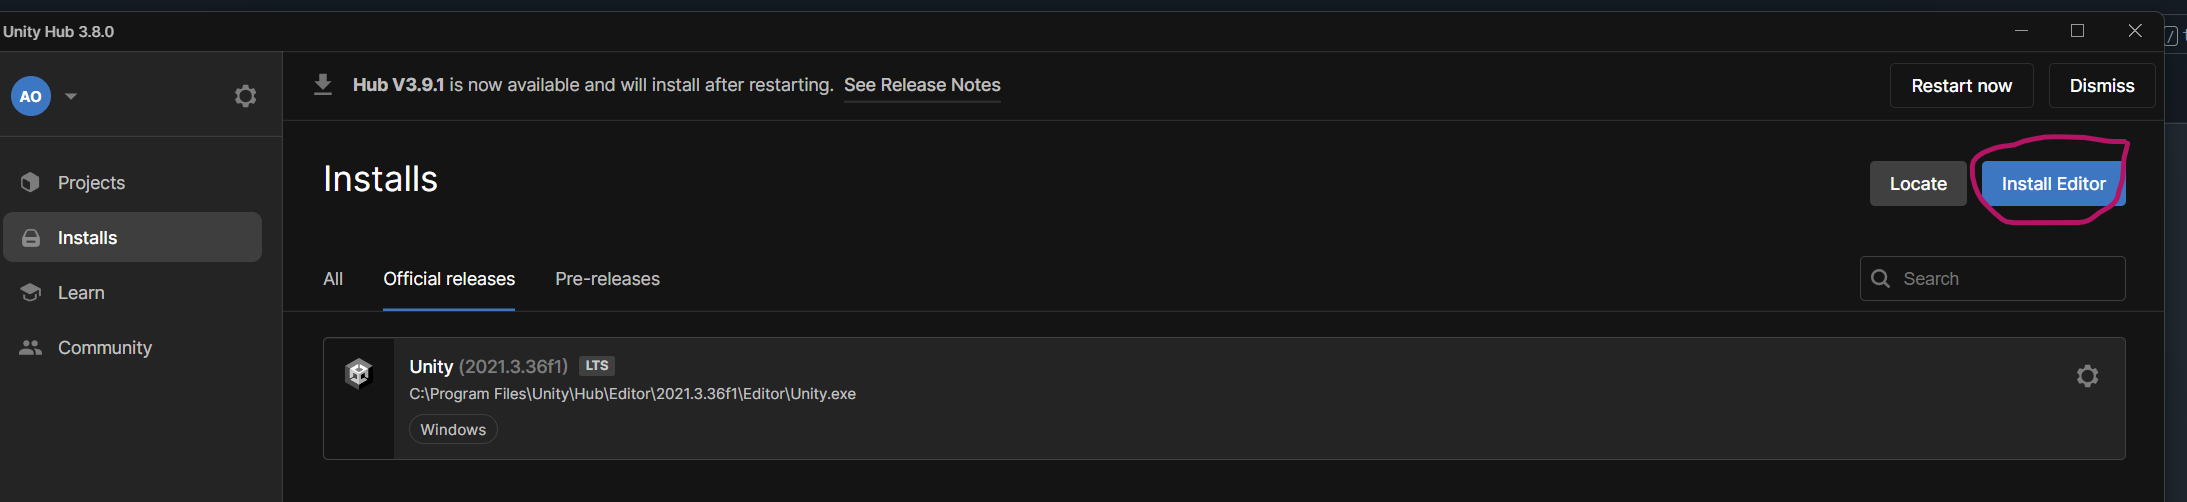 Unity Hub 3.8.0
AO
Hub V3.9.1 is now available and will install after restarting. See Release Notes
Restart now
Dismiss
Projects
Installs
Learn
Community
Installs
Locate
Install Editor
All
Official releases
Pre-releases
Search
Unity (2021.3.36f1) LTS
C:\Program Files\Unity\Hub\Editor\2021.3.36f1\Editor\Unity.exe
Windows